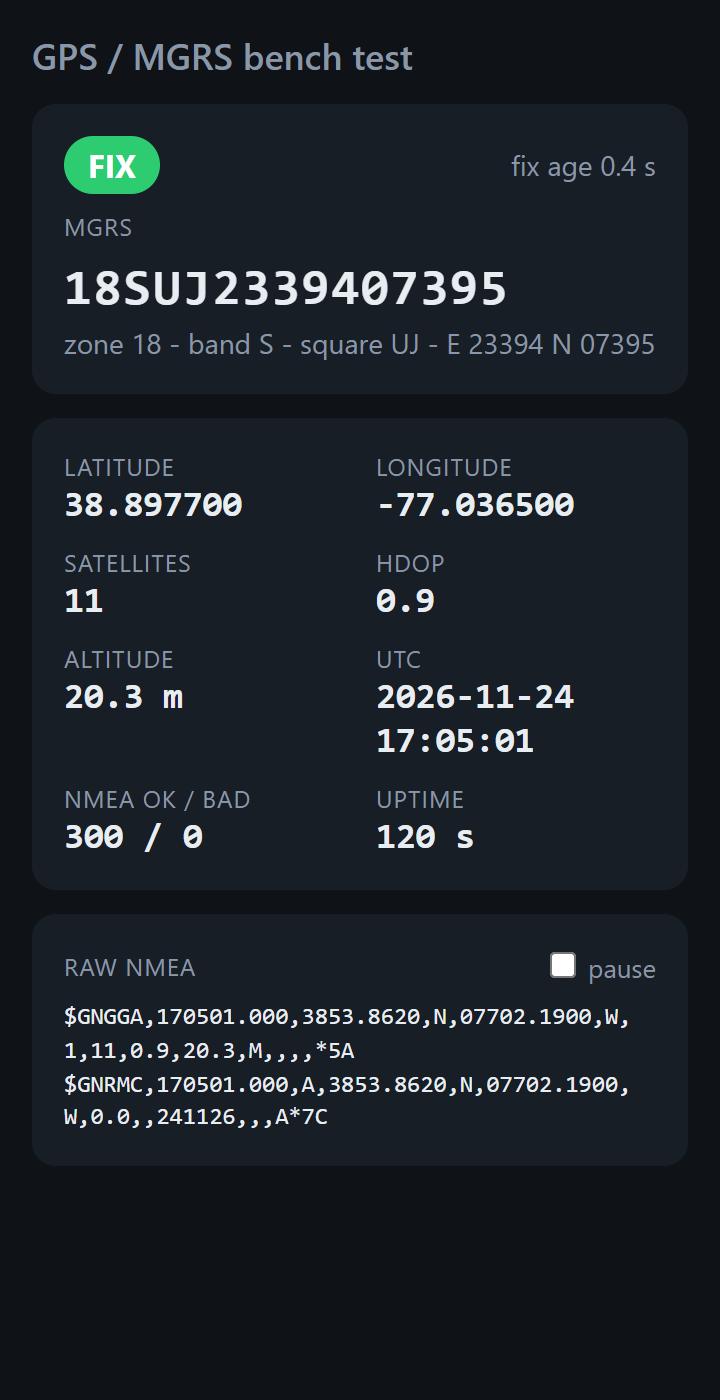 GPS / MGRS bench test
FIX
fix age 0.4 s
MGRS
18SUJ2339407395
zone 18 - band S - square UJ - E 23394 N 07395
LATITUDE
38.897700
LONGITUDE
-77.036500
SATELLITES
11
HDOP
0.9
ALTITUDE
20.3 m
UTC
2026-11-24
17:05:01
NMEA OK / BAD
300 / 0
UPTIME
120 s
RAW NMEA
pause
$GNGGA,170501.000,3853.8620,N,07702.1900,W,
1,11,0.9,20.3,M,,,,*5A
$GNRMC,170501.000,A,3853.8620,N,07702.1900,
W,0.0,,241126,,,A*7C